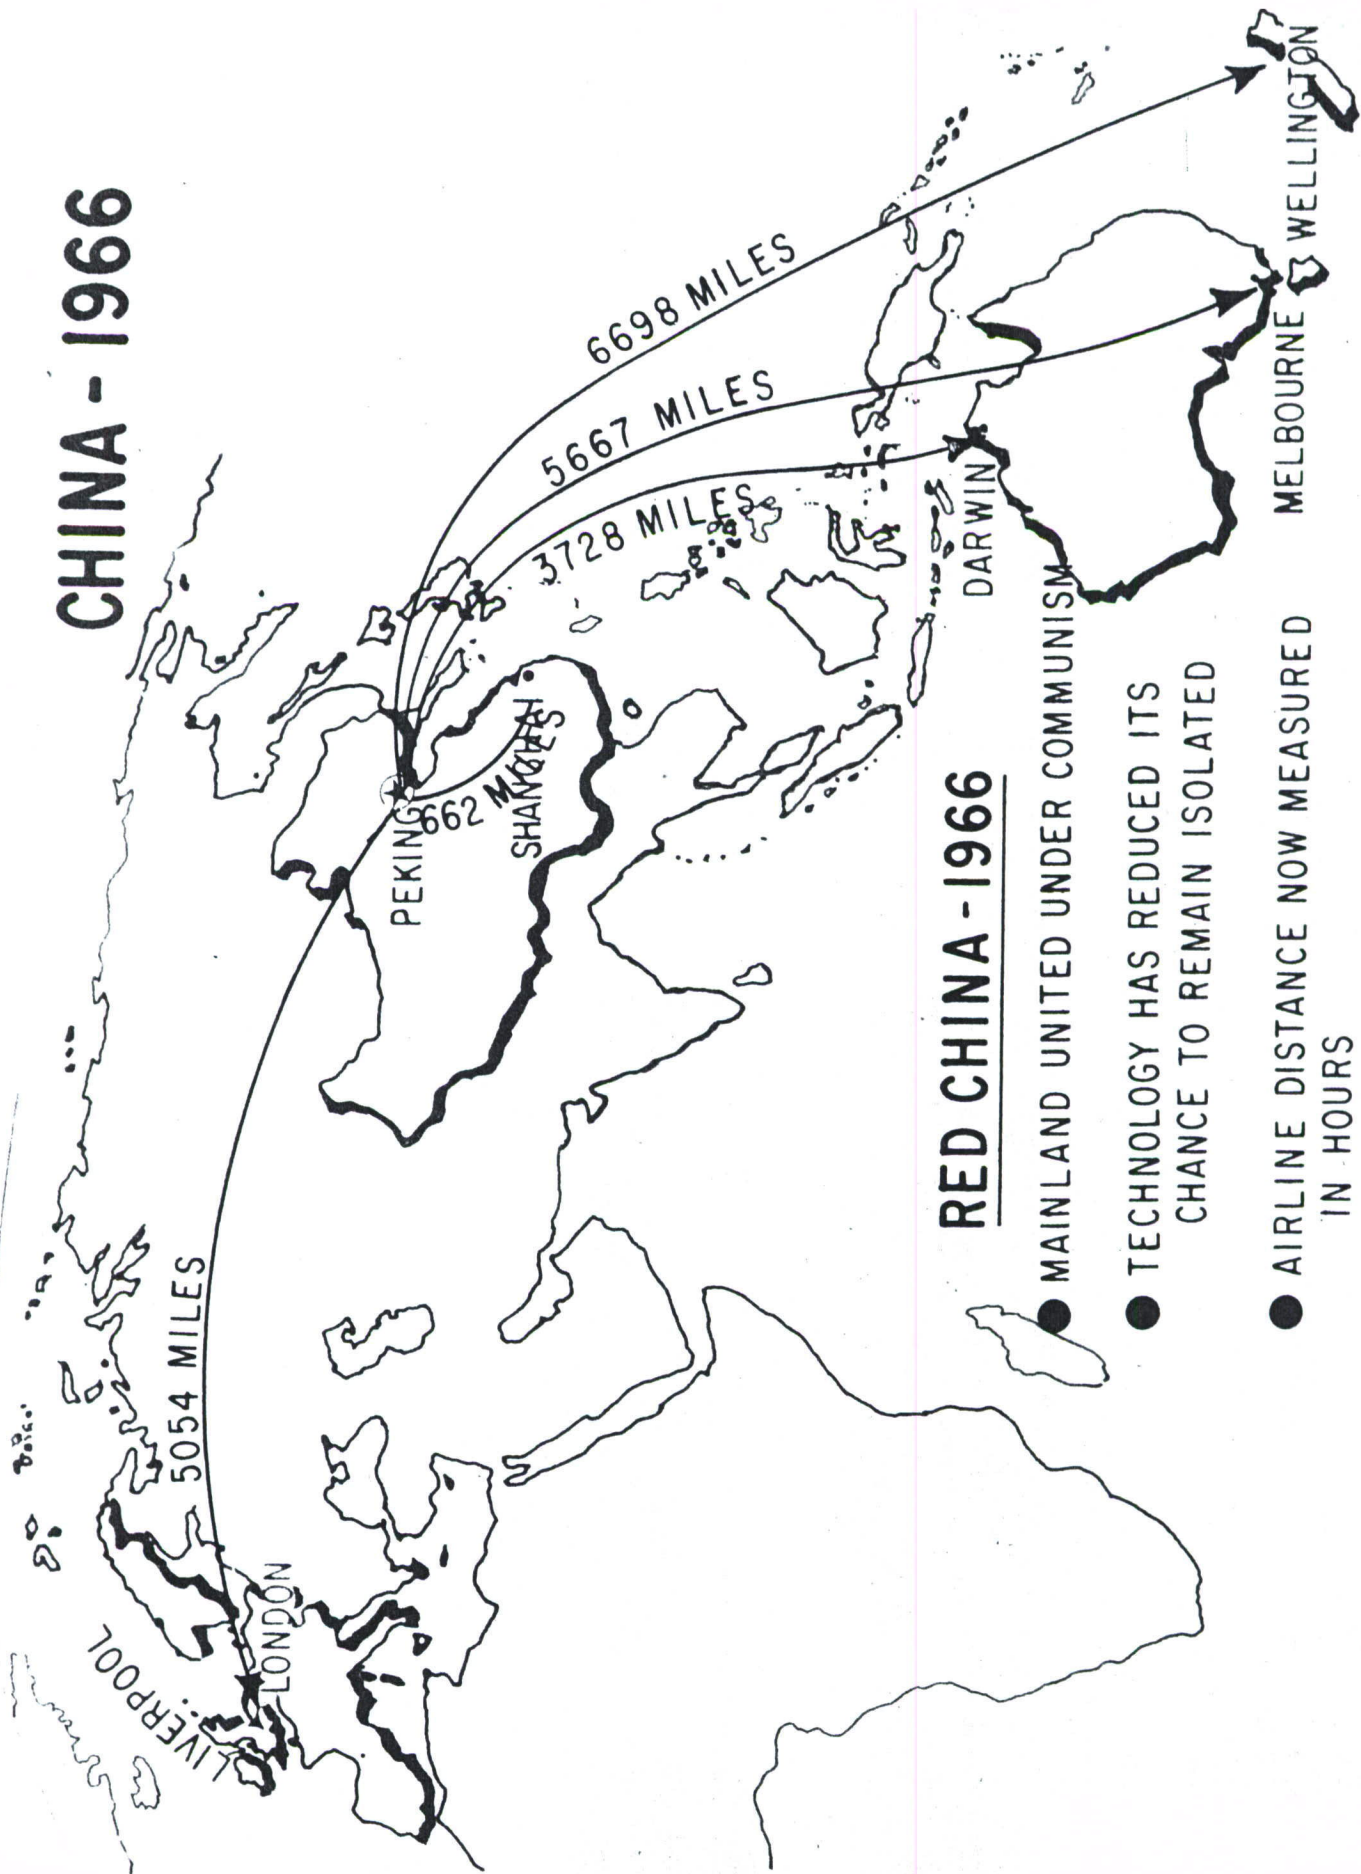 CHINA - 1966
LIVERPOOL
LONDON
5054 MILES
PEKING
662 MILES
SHANGHAI
6698 MILES
5667 MILES
3728 MILES
DARWIN
MELBOURNE
WELLINGTON
RED CHINA - 1966
● MAINLAND UNITED UNDER COMMUNISM
● TECHNOLOGY HAS REDUCED ITS
CHANCE TO REMAIN ISOLATED
● AIRLINE DISTANCE NOW MEASURED
IN HOURS